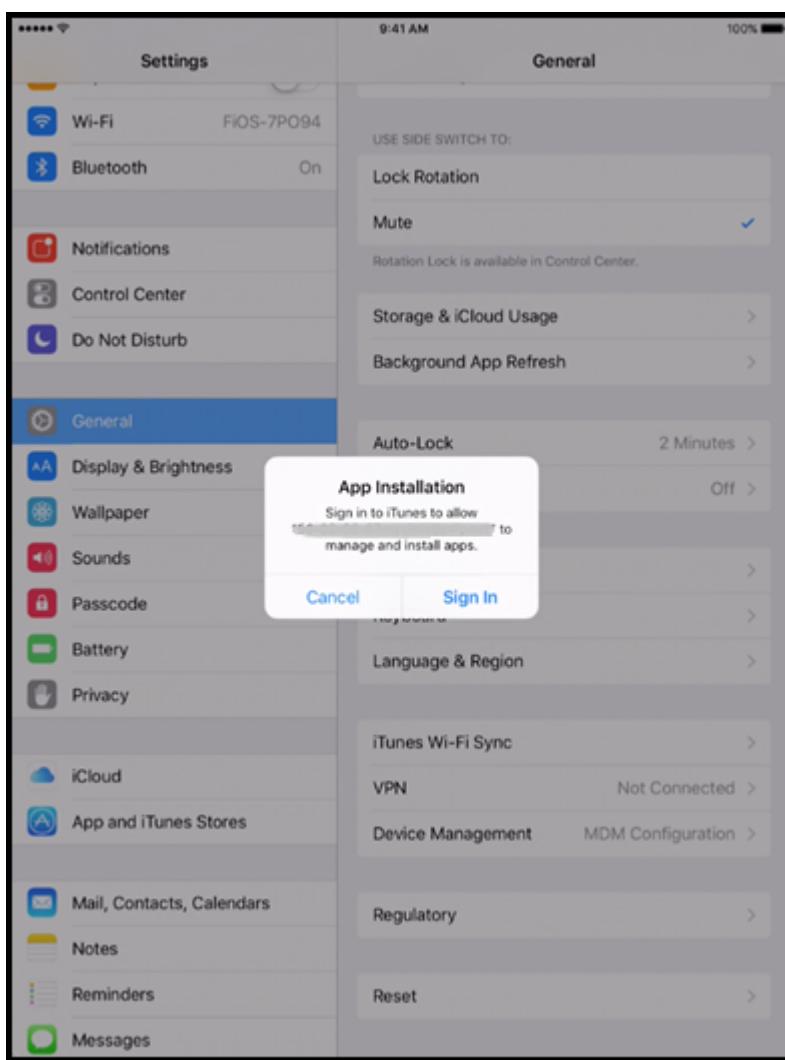 9:41 AM
100%
Settings
Wi-Fi
FiOS-7PO94
Bluetooth
On
Notifications
Control Center
Do Not Disturb
General
Display & Brightness
Wallpaper
Sounds
Passcode
Battery
Privacy
iCloud
App and iTunes Stores
Mail, Contacts, Calendars
Notes
Reminders
Messages
General
USE SIDE SWITCH TO:
Lock Rotation
Mute
Rotation Lock is available in Control Center.
Storage & iCloud Usage
Background App Refresh
Auto-Lock
2 Minutes
Off
Language & Region
iTunes Wi-Fi Sync
VPN
Not Connected
Device Management
MDM Configuration
Regulatory
Reset
App Installation
Sign in to iTunes to allow
to
manage and install apps.
Cancel
Sign In